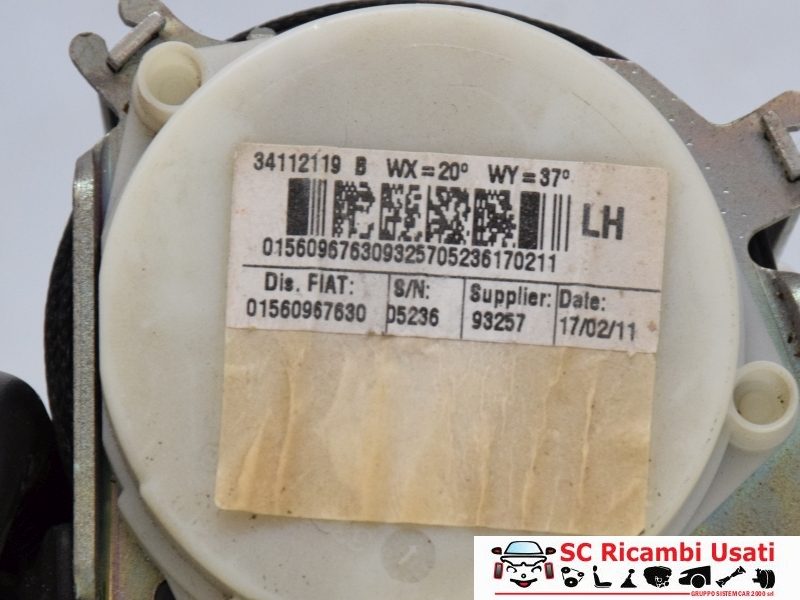 34112119 B WX=20° WY=37°
LH
01560967630932570523617021​1
Dis. FIAT: S/N: Supplier: Date:
01560967630 05236 93257 17/02/11
SC Ricambi Usati
GRUPPO SISTEMCAR 2000 srl